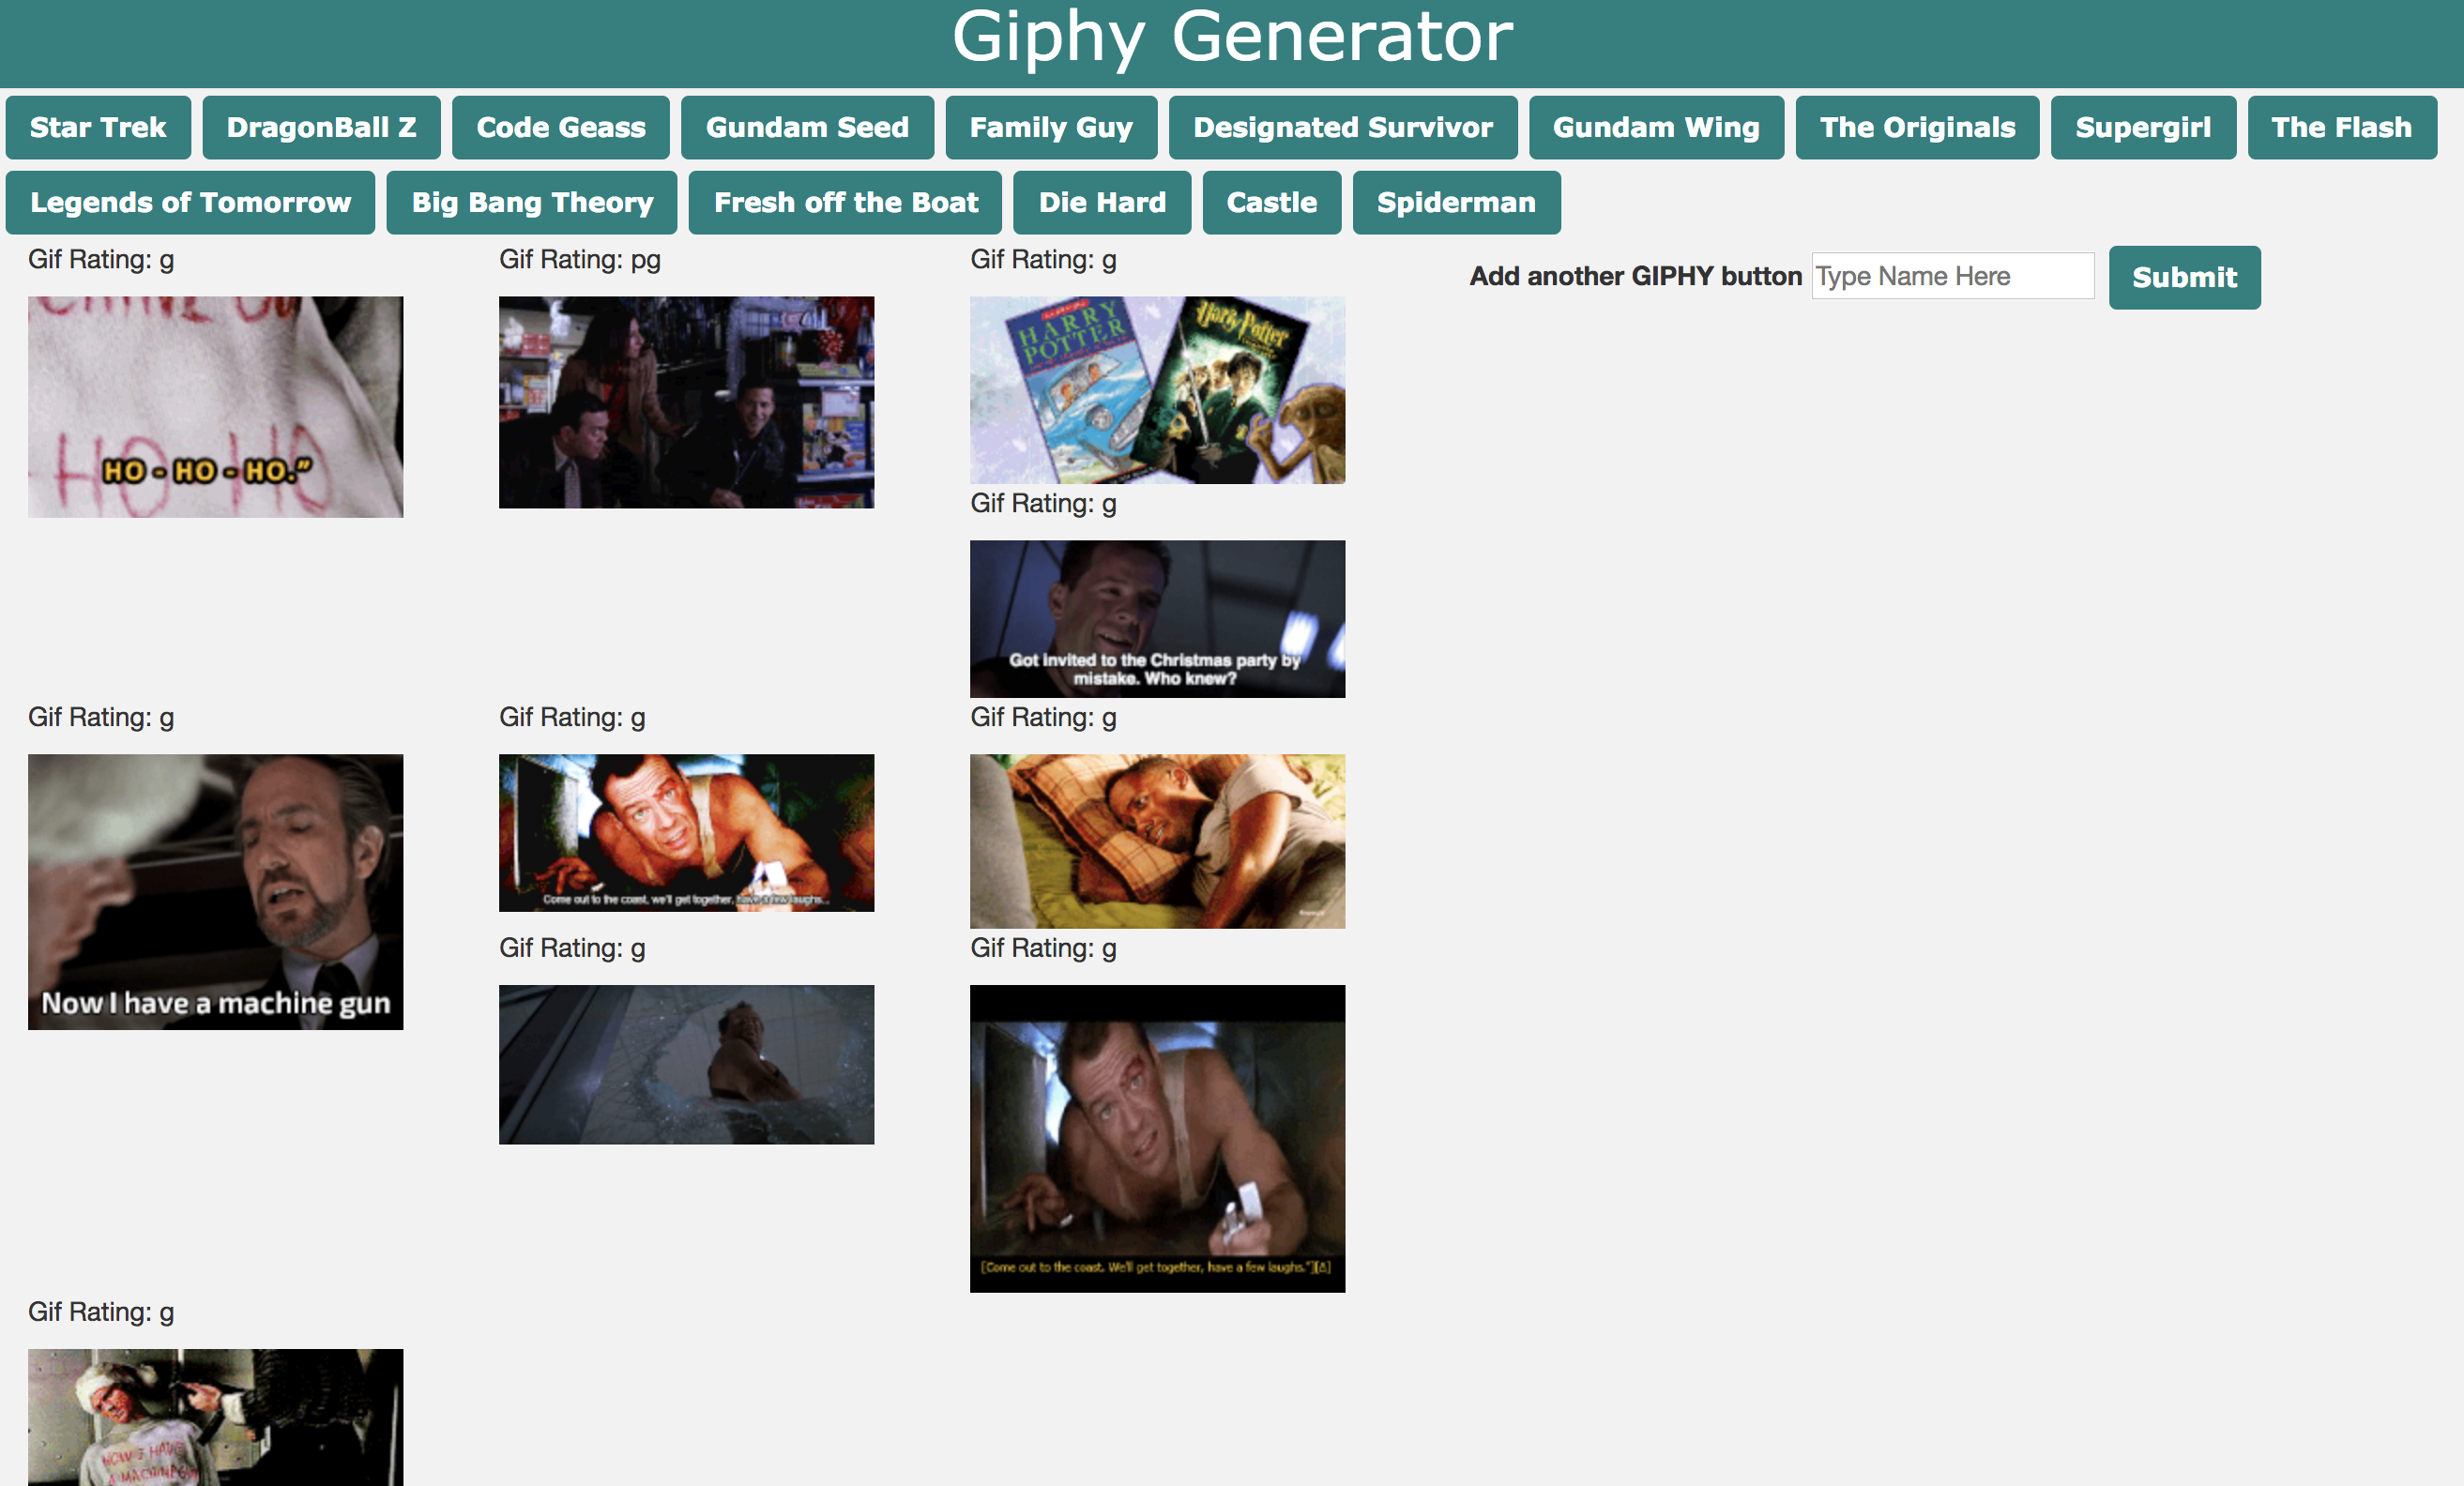 Giphy Generator
Star Trek DragonBall Z Code Geass Gundam Seed Family Guy Designated Survivor Gundam Wing The Originals Supergirl The Flash
Legends of Tomorrow Big Bang Theory Fresh off the Boat Die Hard Castle Spiderman
Gif Rating: g Gif Rating: pg Gif Rating: g
Add another GIPHY button Type Name Here Submit
HO - HO - HO."
HO HO
HARRY
POTTER
Harry Potter
Gif Rating: g
Got invited to the Christmas party by
mistake. Who knew?
Gif Rating: g Gif Rating: g Gif Rating: g
Now I have a machine gun
Come out to the coast, we'll get together, have a few laughs...
Gif Rating: g Gif Rating: g
[Come out to the coast. We'll get together, have a few laughs."]
Gif Rating: g
NOW I HAVE
A MACHINE